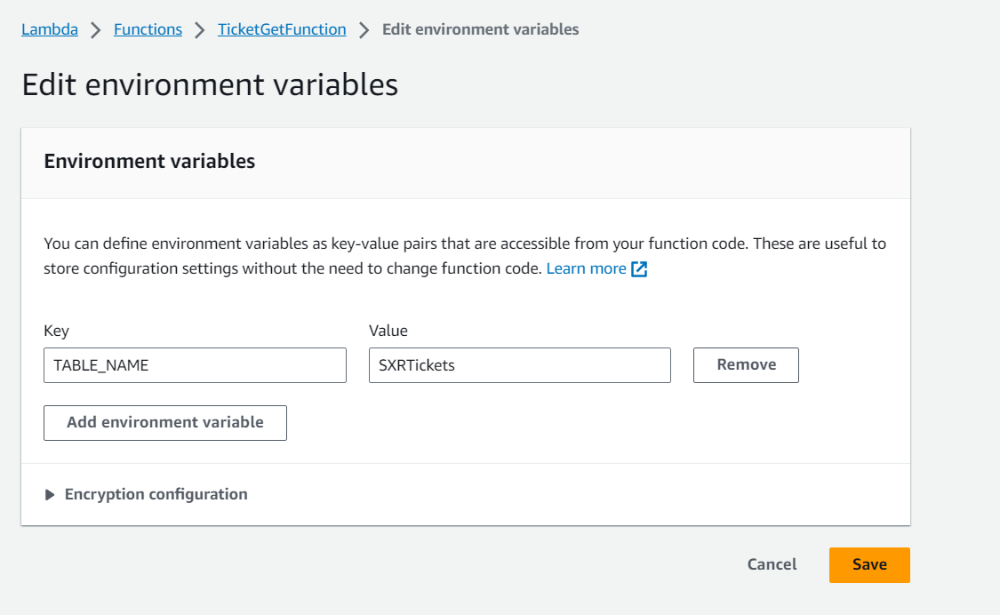 Lambda > Functions > TicketGetFunction > Edit environment variables
Edit environment variables
Environment variables
You can define environment variables as key-value pairs that are accessible from your function code. These are useful to
store configuration settings without the need to change function code. Learn more
Key Value
TABLE_NAME SXRTickets Remove
Add environment variable
Encryption configuration
Cancel Save